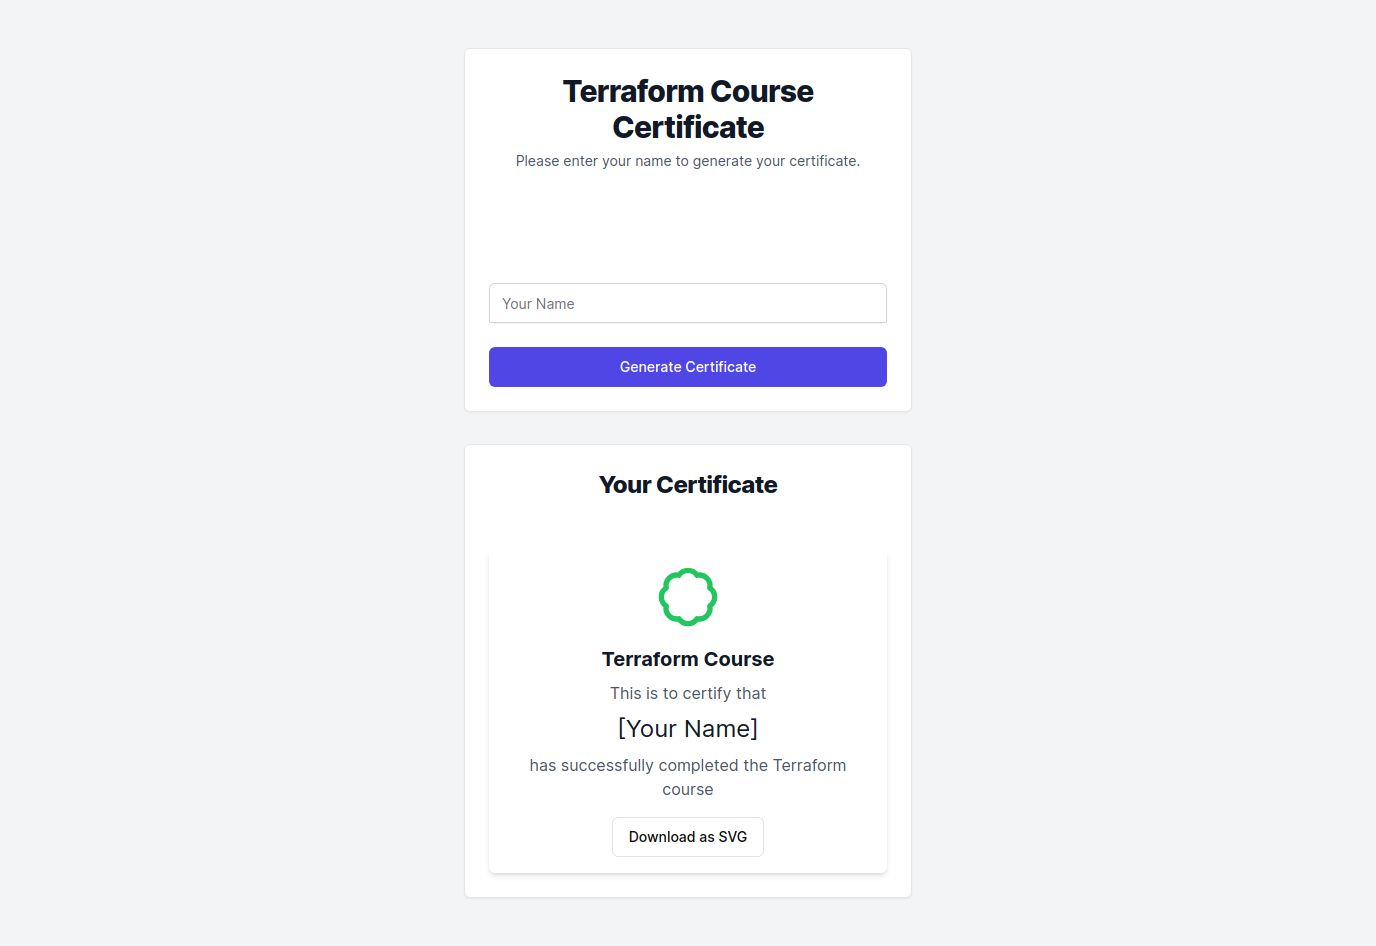 Terraform Course
Certificate
Please enter your name to generate your certificate.
Your Name
Generate Certificate
Your Certificate
Terraform Course
This is to certify that
[Your Name]
has successfully completed the Terraform
course
Download as SVG